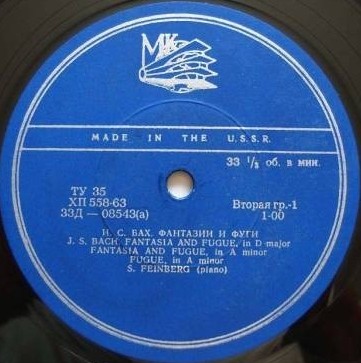 МК
MADE IN THE U.S.S.R.
33 1/3 об. в мин.
ТУ 35
ХП 558-63
33Д — 08543(а)
Вторая гр.-1
1-00
И. С. БАХ. ФАНТАЗИИ И ФУГИ
J. S. BACH. FANTASIA AND FUGUE, in D major
FANTASIA AND FUGUE, in A minor
FUGUE, in A minor
S. FEINBERG (piano)